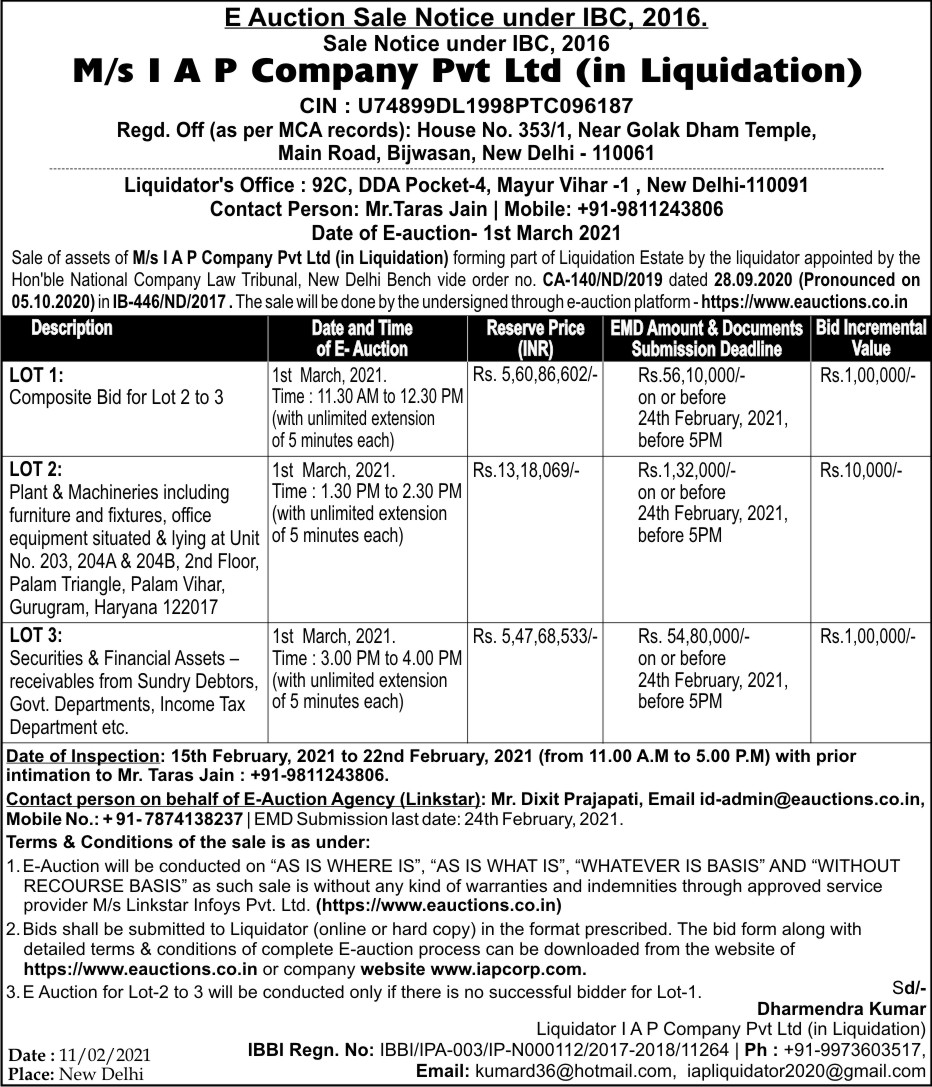 E Auction Sale Notice under IBC, 2016.
Sale Notice under IBC, 2016
M/s I A P Company Pvt Ltd (in Liquidation)
CIN : U74899DL1998PTC096187
Regd. Off (as per MCA records): House No. 353/1, Near Golak Dham Temple,
Main Road, Bijwasan, New Delhi - 110061
Liquidator's Office : 92C, DDA Pocket-4, Mayur Vihar -1 , New Delhi-110091
Contact Person: Mr.Taras Jain | Mobile: +91-9811243806
Date of E-auction- 1st March 2021
Sale of assets of M/s I A P Company Pvt Ltd (in Liquidation) forming part of Liquidation Estate by the liquidator appointed by the
Hon'ble National Company Law Tribunal, New Delhi Bench vide order no. CA-140/ND/2019 dated 28.09.2020 (Pronounced on
05.10.2020) in IB-446/ND/2017 . The sale will be done by the undersigned through e-auction platform - https://www.eauctions.co.in
Description
Date and Time
of E- Auction
Reserve Price
(INR)
EMD Amount & Documents
Submission Deadline
Bid Incremental
Value
LOT 1:
Composite Bid for Lot 2 to 3
1st March, 2021.
Time : 11.30 AM to 12.30 PM
(with unlimited extension
of 5 minutes each)
Rs. 5,60,86,602/-
Rs.56,10,000/-
on or before
24th February, 2021,
before 5PM
Rs.1,00,000/-
LOT 2:
Plant & Machineries including
furniture and fixtures, office
equipment situated & lying at Unit
No. 203, 204A & 204B, 2nd Floor,
Palam Triangle, Palam Vihar,
Gurugram, Haryana 122017
1st March, 2021.
Time : 1.30 PM to 2.30 PM
(with unlimited extension
of 5 minutes each)
Rs.13,18,069/-
Rs.1,32,000/-
on or before
24th February, 2021,
before 5PM
Rs.10,000/-
LOT 3:
Securities & Financial Assets –
receivables from Sundry Debtors,
Govt. Departments, Income Tax
Department etc.
1st March, 2021.
Time : 3.00 PM to 4.00 PM
(with unlimited extension
of 5 minutes each)
Rs. 5,47,68,533/-
Rs. 54,80,000/-
on or before
24th February, 2021,
before 5PM
Rs.1,00,000/-
Date of Inspection: 15th February, 2021 to 22nd February, 2021 (from 11.00 A.M to 5.00 P.M) with prior
intimation to Mr. Taras Jain : +91-9811243806.
Contact person on behalf of E-Auction Agency (Linkstar): Mr. Dixit Prajapati, Email id-admin@eauctions.co.in,
Mobile No.: + 91- 7874138237 | EMD Submission last date: 24th February, 2021.
Terms & Conditions of the sale is as under:
1. E-Auction will be conducted on “AS IS WHERE IS”, “AS IS WHAT IS”, “WHATEVER IS BASIS” AND “WITHOUT
RECOURSE BASIS” as such sale is without any kind of warranties and indemnities through approved service
provider M/s Linkstar Infoys Pvt. Ltd. (https://www.eauctions.co.in)
2. Bids shall be submitted to Liquidator (online or hard copy) in the format prescribed. The bid form along with
detailed terms & conditions of complete E-auction process can be downloaded from the website of
https://www.eauctions.co.in or company website www.iapcorp.com.
3. E Auction for Lot-2 to 3 will be conducted only if there is no successful bidder for Lot-1.
Sd/-
Dharmendra Kumar
Liquidator I A P Company Pvt Ltd (in Liquidation)
IBBI Regn. No: IBBI/IPA-003/IP-N000112/2017-2018/11264 | Ph : +91-9973603517,
Email: kumard36@hotmail.com, iapliquidator2020@gmail.com
Date : 11/02/2021
Place: New Delhi